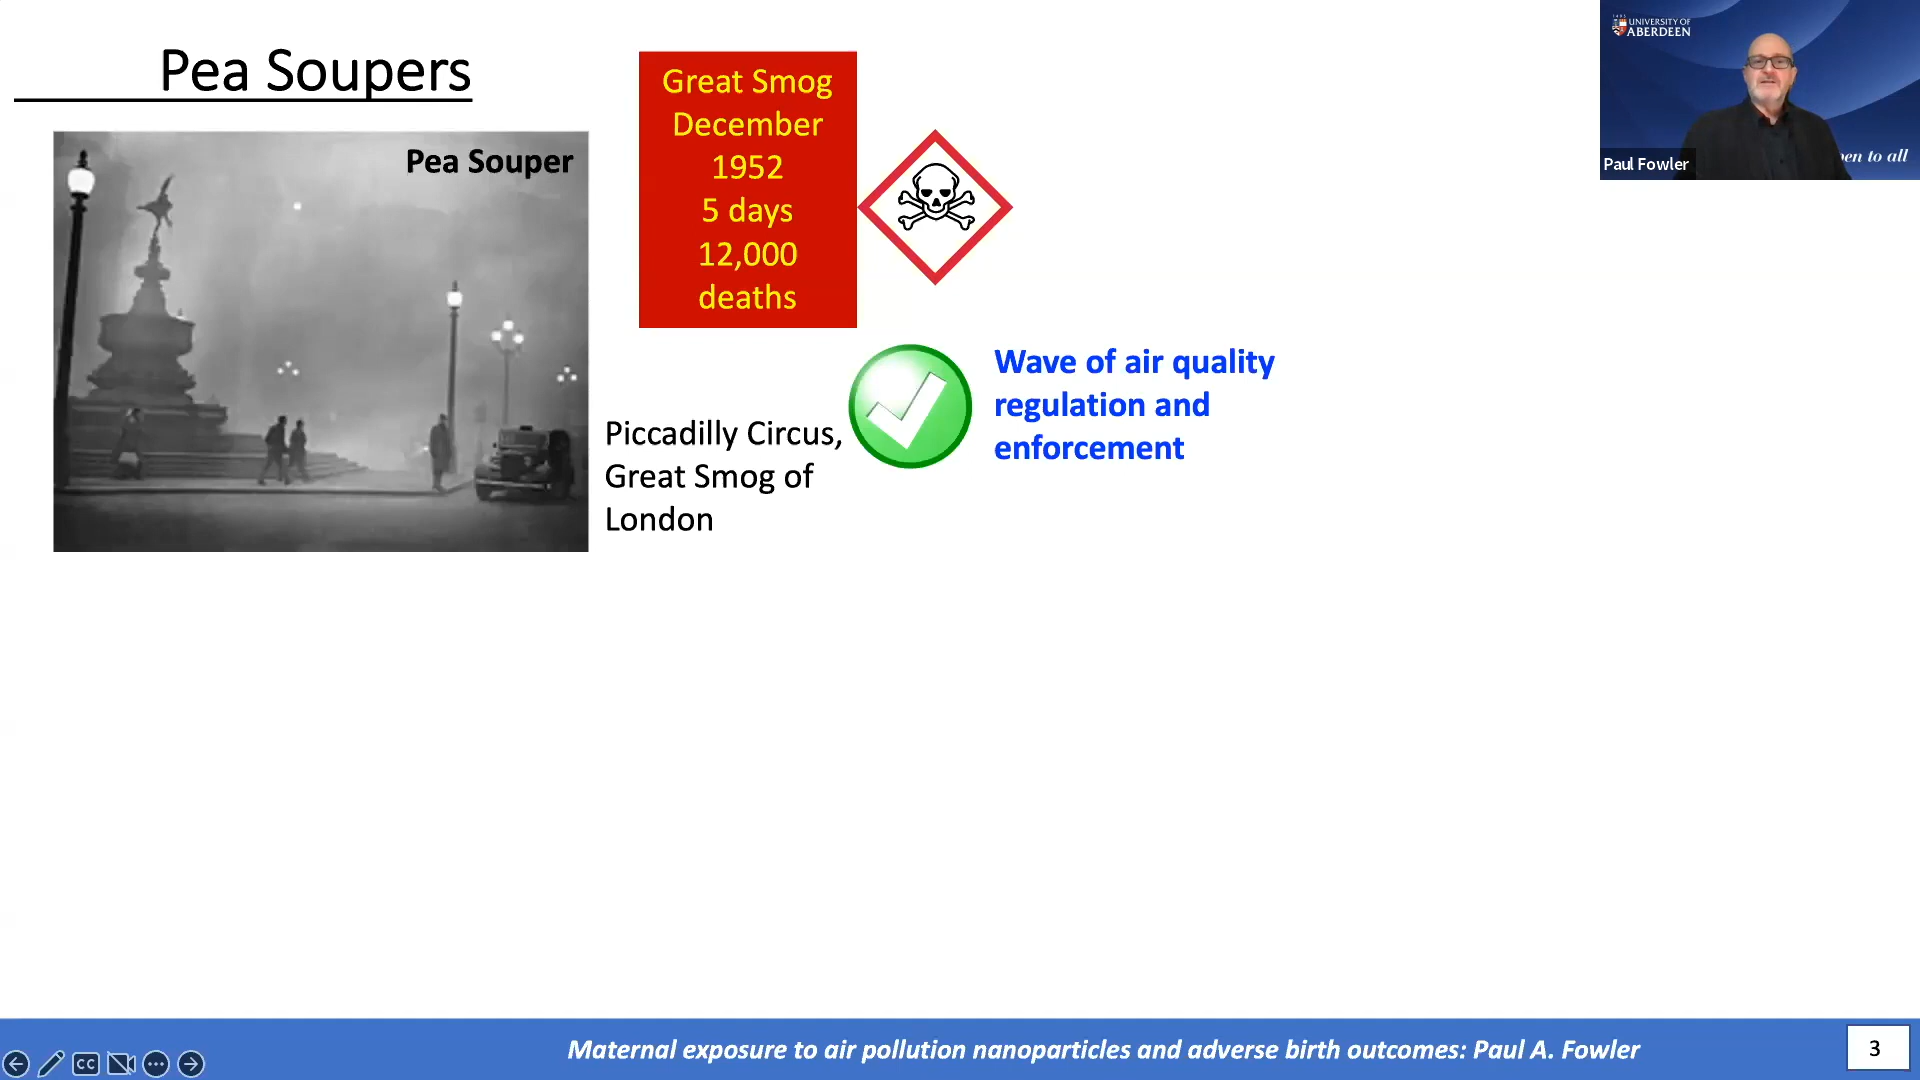 Pea Soupers
Pea Souper
Great Smog
December
1952
5 days
12,000
deaths
Piccadilly Circus,
Great Smog of
London
Wave of air quality
regulation and
enforcement
UNIVERSITY OF
ABERDEEN
en to all
Paul Fowler
Maternal exposure to air pollution nanoparticles and adverse birth outcomes: Paul A. Fowler
3
CC